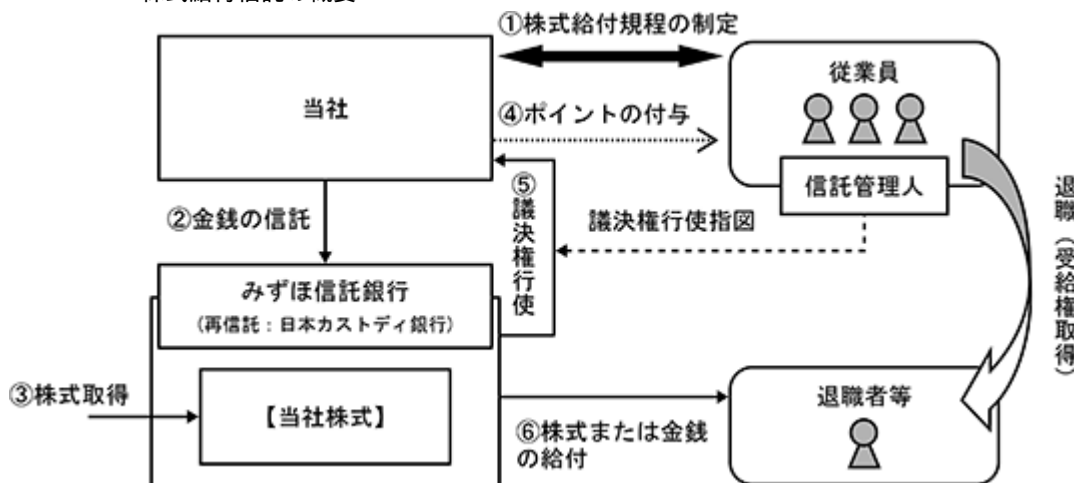 ①株式給付規程の制定
従業員
当社
④ポイントの付与
信託管理人
②金銭の信託
⑤議決権行使
議決権行使指図
退職（受給権取得）
みずほ信託銀行
（再信託：日本カストディ銀行）
③株式取得
【当社株式】
退職者等
⑥株式または金銭
の給付